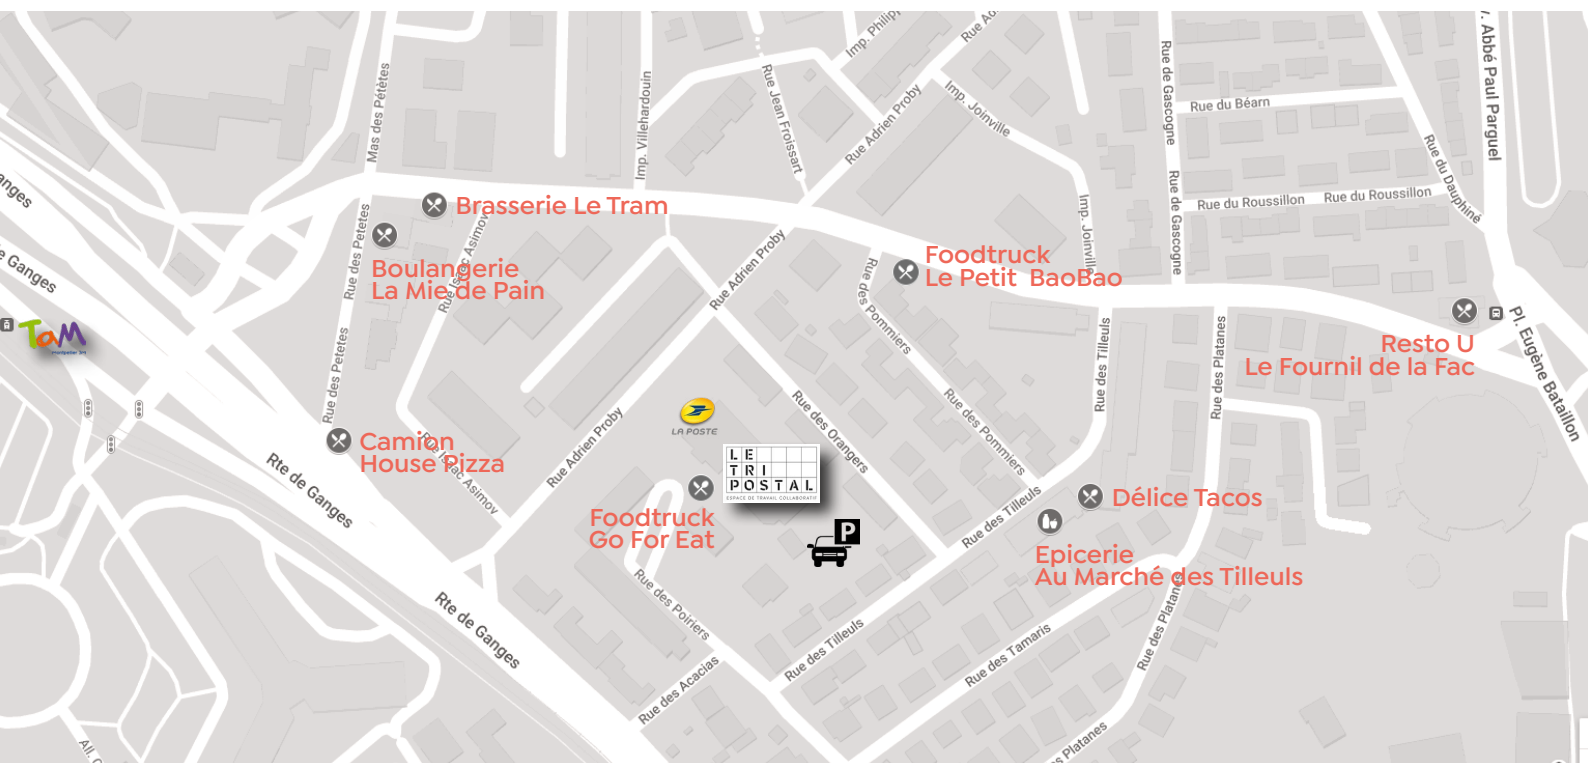 Imp. Philipp
Rue A
. Abbé Paul Parguel
Rue de Gascogne
Mas des Pétètes
Imp. Villehardouin
Rue Jean Froissart
Rue Adrien Proby
Imp. Joinville
Rue du Béarn
Rue du Dauphiné
anges
Brasserie Le Tram
Rue des Petetes
Rue Isaac Asimov
Imp. Joinville
Rue de Gascogne
Rue du Roussillon
Rue du Roussillon
Boulangerie
La Mie de Pain
Rue Adrien Proby
Foodtruck
Le Petit BaoBao
Rue des Pommiers
e Ganges
TaM
Rue des Petetes
Rue des Tilleuls
Rue des Platanes
Resto U
Le Fournil de la Fac
Pl. Eugène Bataillon
Camion
House Pizza
Rue Isaac Asimov
Rue Adrien Proby
LA POSTE
LE
TRI
POSTAL
ESPACE DE TRAVAIL COLLABORATIF
Rue des Orangers
Rue des Pommiers
Rte de Ganges
Foodtruck
Go For Eat
P
Rue des Tilleuls
Délice Tacos
Epicerie
Au Marché des Tilleuls
Rte de Ganges
Rue des Poiriers
Rue des Acacias
Rue des Tilleuls
Rue des Tamaris
Rue des Platanes
s Platanes
All.